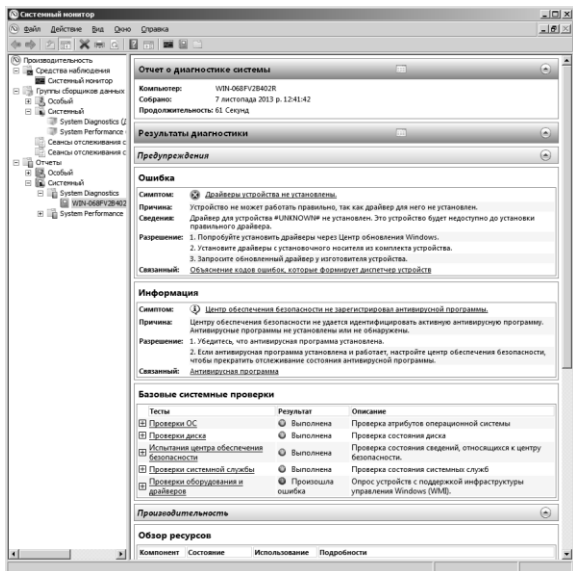 Системный монитор
Файл Действие Вид Окно Справка
Производительность
Средства наблюдения
Системный монитор
Группы сборщиков данных
Особый
Системный
System Diagnostics (Д
System Performance (
Сеансы отслеживания с
Сеансы отслеживания с
Отчеты
Особый
Системный
System Diagnostics
WIN-068FV2B402
System Performance
Отчет о диагностике системы
Компьютер: WIN-068FV2B402R
Собрано: 7 листопада 2013 р. 12:41:42
Продолжительность: 61 Секунд
Результаты диагностики
Предупреждения
Ошибка
Симптом: Драйверы устройства не установлены.
Причина: Устройство не может работать правильно, так как драйвер для него не установлен.
Сведения: Драйвер для устройства #UNKNOWN# не установлен. Это устройство будет недоступно до установки
правильного драйвера.
Разрешение: 1. Попробуйте установить драйверы через Центр обновления Windows.
2. Установите драйверы с установочного носителя из комплекта устройства.
3. Запросите обновленный драйвер у изготовителя устройства.
Связанный: Объяснение кодов ошибок, которые формирует диспетчер устройств
Информация
Симптом: Центр обеспечения безопасности не зарегистрировал антивирусной программы.
Причина: Центру обеспечения безопасности не удается идентифицировать активную антивирусную программу.
Антивирусные программы не установлены или не обнаружены.
Разрешение: 1. Убедитесь, что антивирусная программа установлена.
2. Если антивирусная программа установлена и работает, настройте центр обеспечения безопасности,
чтобы прекратить отслеживание состояния антивирусной программы.
Связанный: Антивирусная программа
Базовые системные проверки
Тесты Результат Описание
Проверки ОС Выполнена Проверка атрибутов операционной системы
Проверки диска Выполнена Проверка состояния диска
Испытания центра обеспечения безопасности Выполнена Проверка состояния сведений, относящихся к центру безопасности.
Проверки системной службы Выполнена Проверка состояния системных служб
Проверки оборудования и драйверов Произошла ошибка Опрос устройств с поддержкой инфраструктуры управления Windows (WMI).
Производительность
Обзор ресурсов
Компонент Состояние Использование Подробности